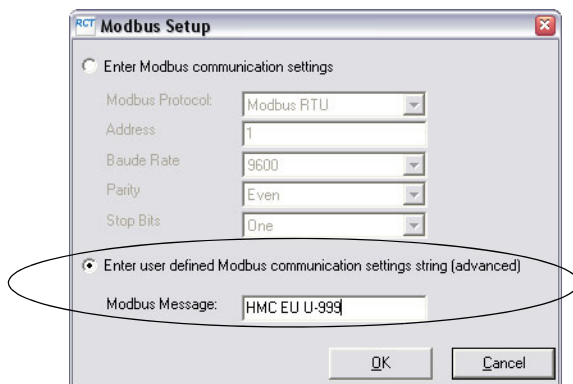 RCT Modbus Setup
Enter Modbus communication settings
Modbus Protocol: Modbus RTU
Address 1
Baude Rate 9600
Parity Even
Stop Bits One
Enter user defined Modbus communication settings string (advanced)
Modbus Message: HMC EU U-999
OK Cancel